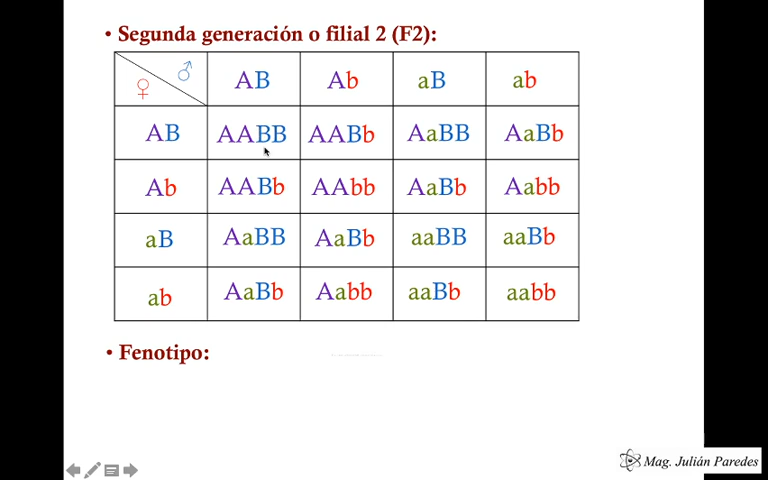 • Segunda generación o filial 2 (F2):
♀ ♂ AB Ab aB ab
AB AABB AABb AaBB AaBb
Ab AABb AAbb AaBb Aabb
aB AaBB AaBb aaBB aaBb
ab AaBb Aabb aaBb aabb
• Fenotipo:
Mag. Julián Paredes